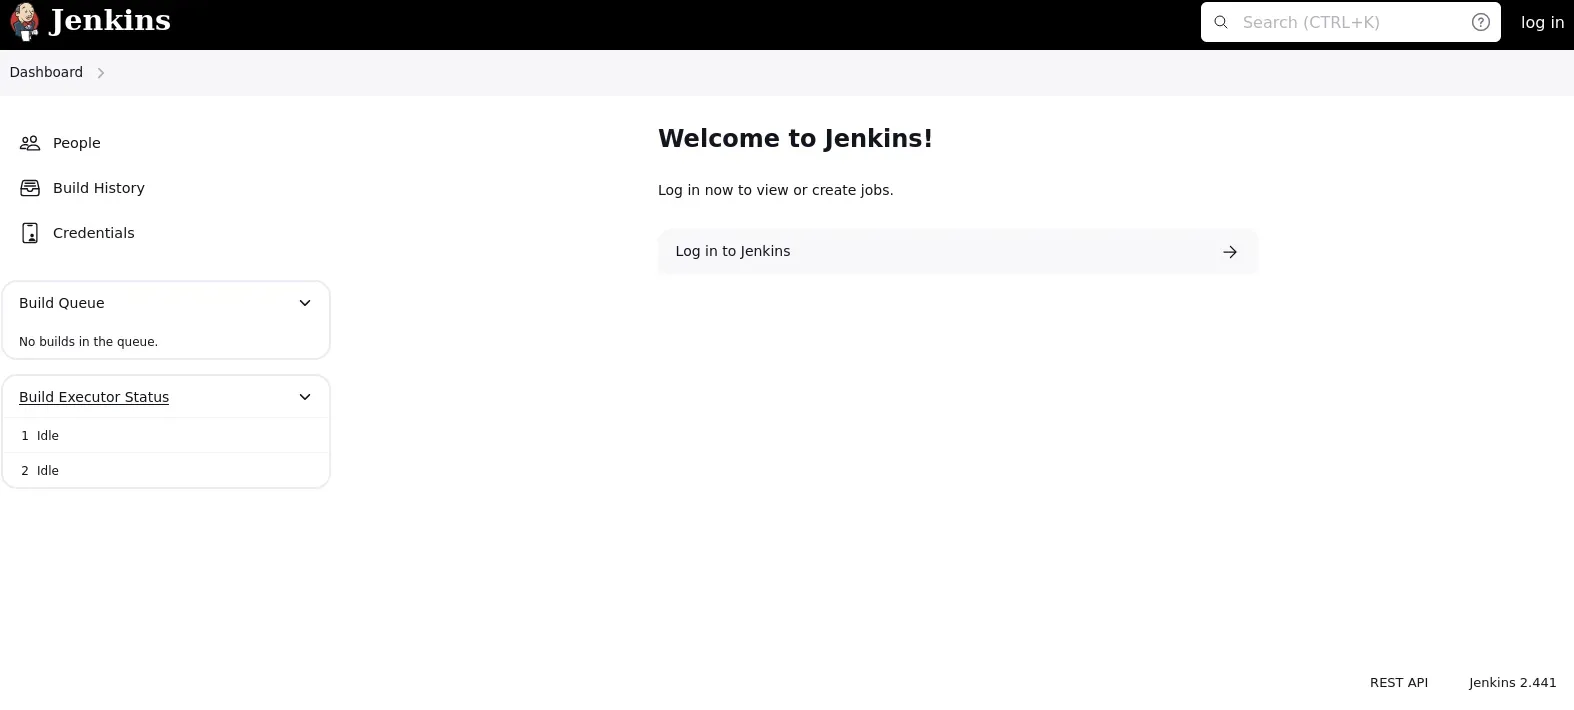 Jenkins
Search (CTRL+K)
log in
Dashboard
People
Build History
Credentials
Build Queue
No builds in the queue.
Build Executor Status
1 Idle
2 Idle
Welcome to Jenkins!
Log in now to view or create jobs.
Log in to Jenkins
REST API
Jenkins 2.441